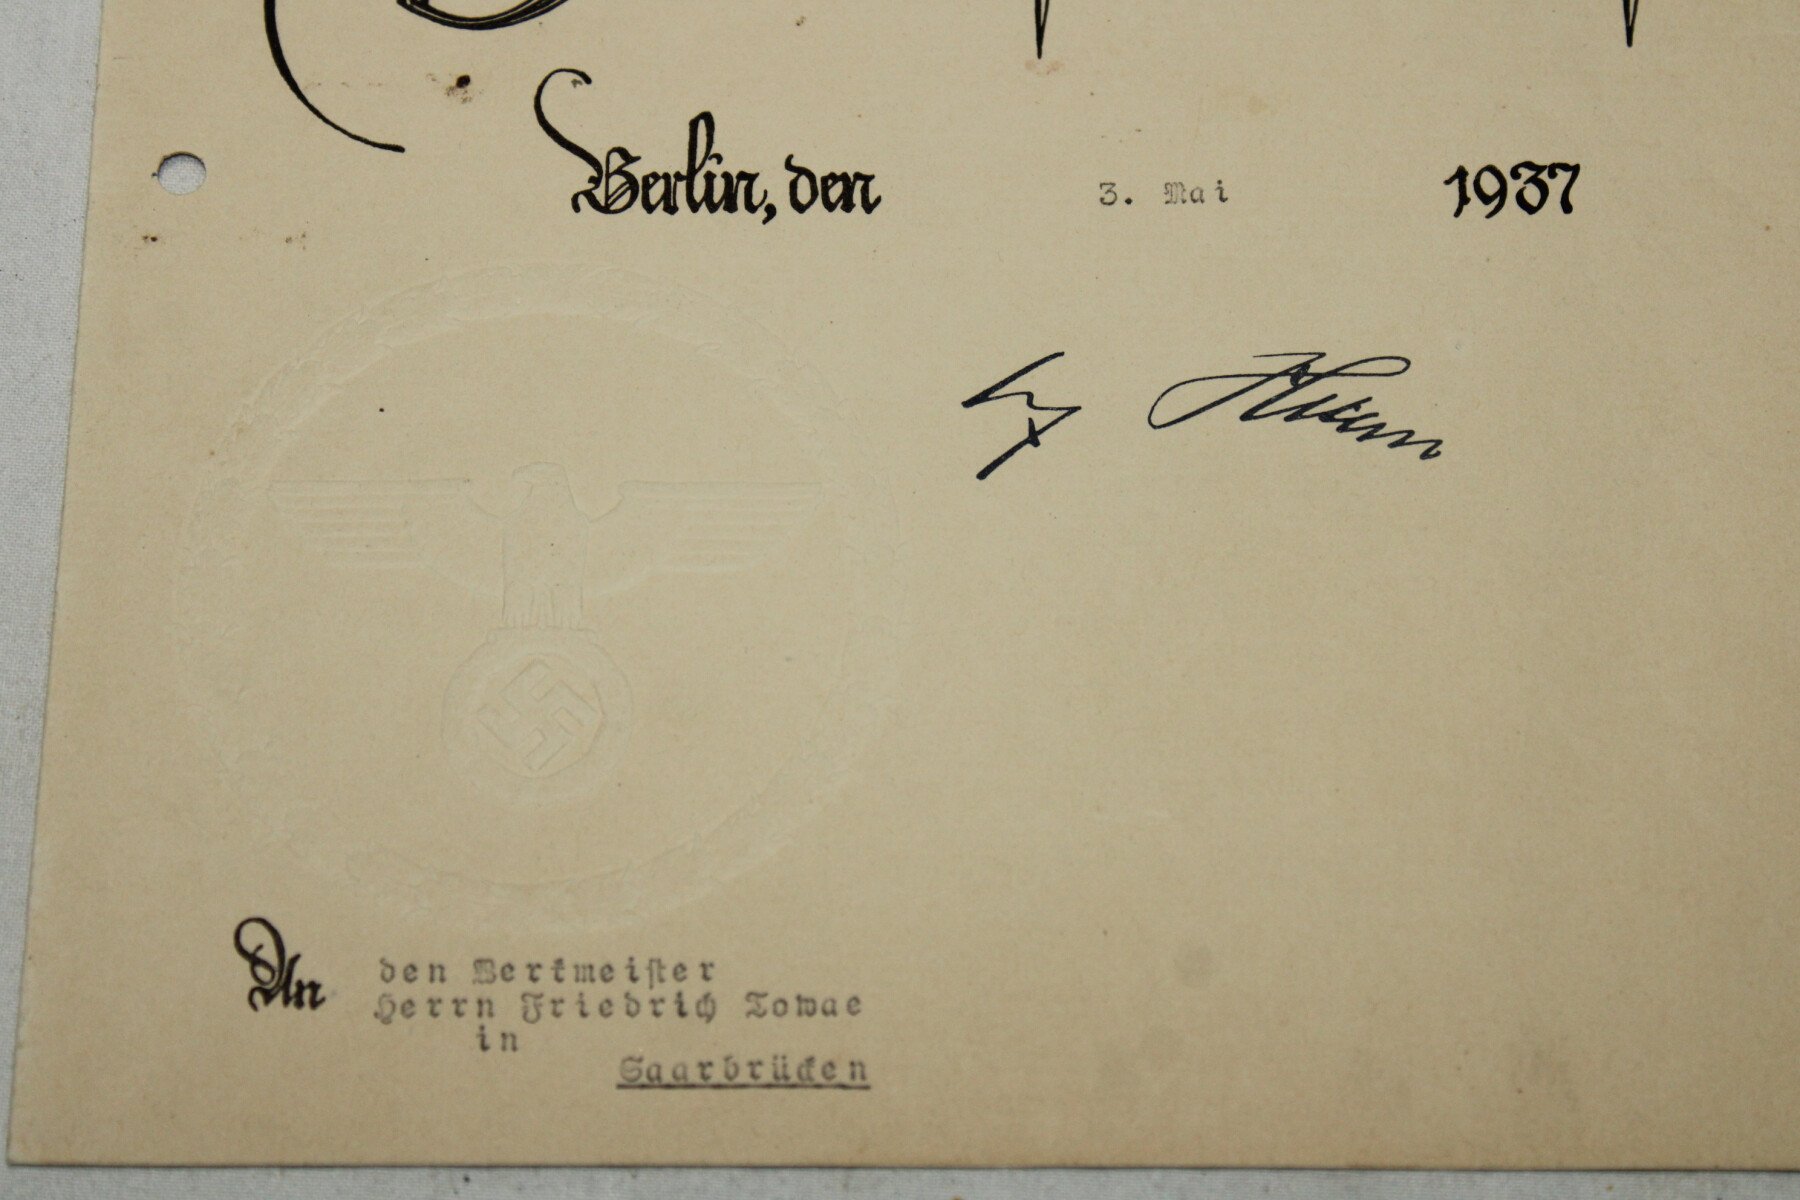 Berlin, den 3. Mai 1937
An den Werkmeister
Herrn Friedrich Towae
in
Saarbrücken